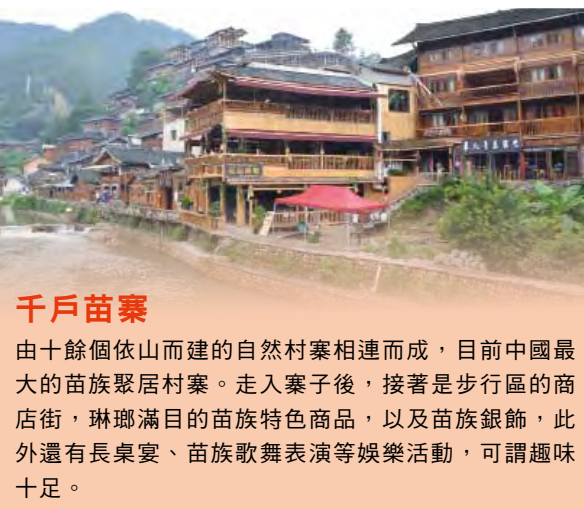 千戶苗寨
由十餘個依山而建的自然村寨相連而成，目前中國最
大的苗族聚居村寨。走入寨子後，接著是步行區的商
店街，琳瑯滿目的苗族特色商品，以及苗族銀飾，此
外還有長桌宴、苗族歌舞表演等娛樂活動，可謂趣味
十足。